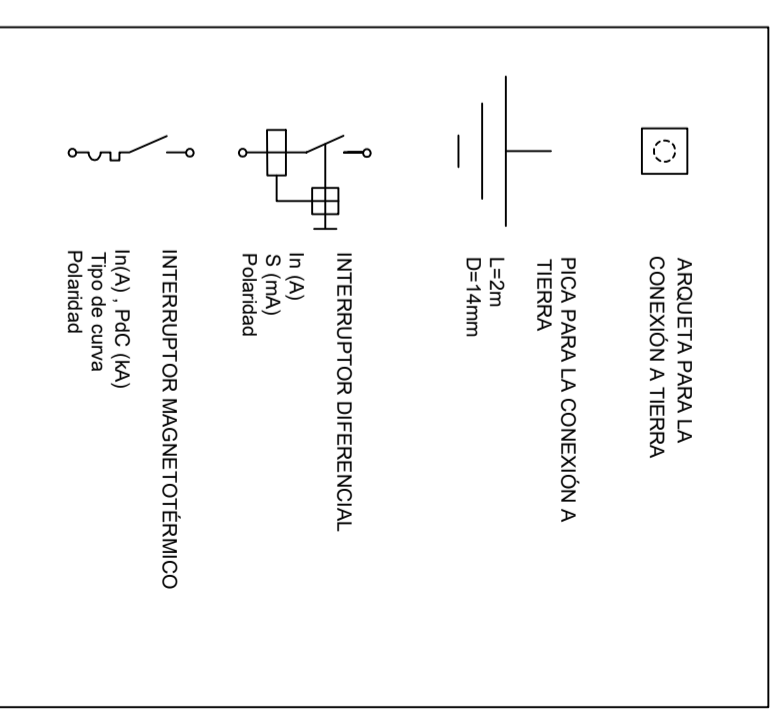 ARQUETA PARA LA
CONEXIÓN A TIERRA
PICA PARA LA CONEXIÓN A
TIERRA
L=2m
D=14mm
INTERRUPTOR DIFERENCIAL
In (A)
S (mA)
Polaridad
INTERRUPTOR MAGNETOTÉRMICO
In(A) , PdC (kA)
Tipo de curva
Polaridad